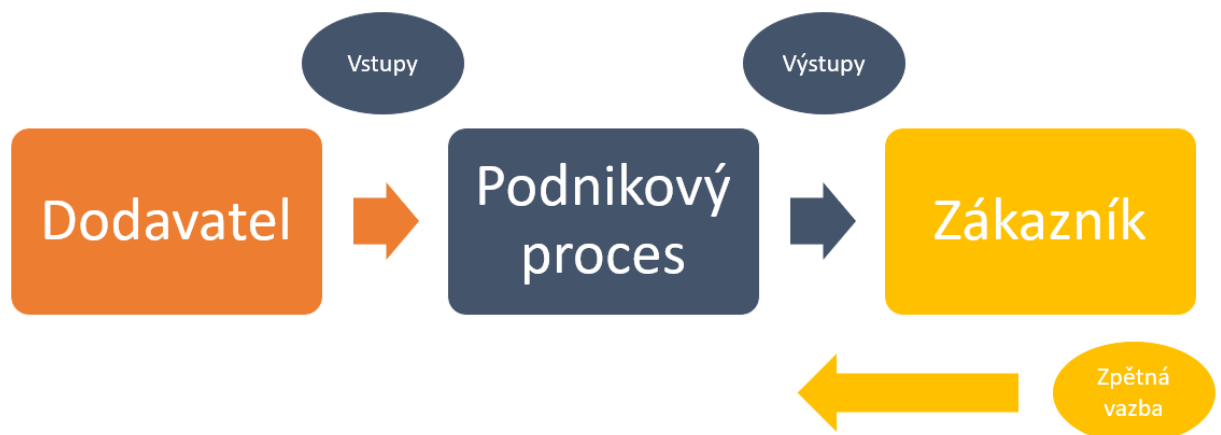 Vstupy
Výstupy
Dodavatel
Podnikový
proces
Zákazník
Zpětná
vazba